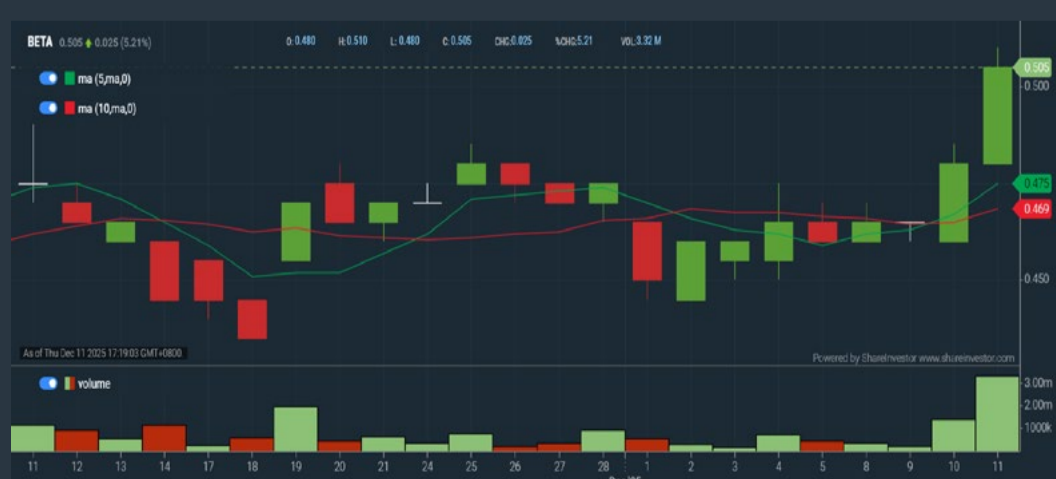 BETA 0.505 0.025 (5.21%) O: 0.480 H: 0.510 L: 0.480 C: 0.505 CHG:0.025 %CHG:5.21 VOL:3.32 M
ma (5,ma,0)
ma (10,ma,0)
0.505
0.500
0.475
0.469
0.450
As of Thu Dec 11 2025 17:19:03 GMT+0800
Powered by ShareInvestor www.shareinvestor.com
volume
3.00m
2.00m
1000k
11 12 13 14 17 18 19 20 21 24 25 26 27 28 1 2 3 4 5 8 9 10 11